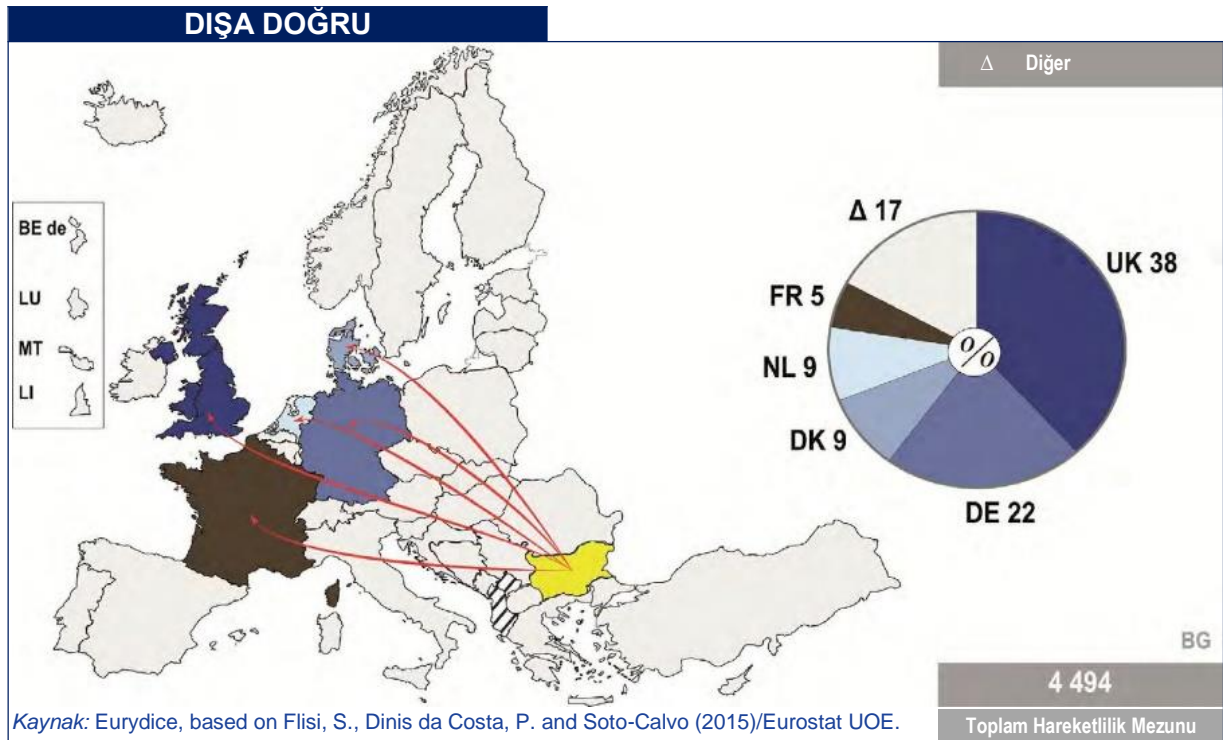 DIŞA DOĞRU
Δ Diğer
BE de
LU
MT
LI
Δ 17
UK 38
FR 5
%
NL 9
DK 9
DE 22
BG
4 494
Toplam Hareketlilik Mezunu
Kaynak: Eurydice, based on Flisi, S., Dinis da Costa, P. and Soto-Calvo (2015)/Eurostat UOE.